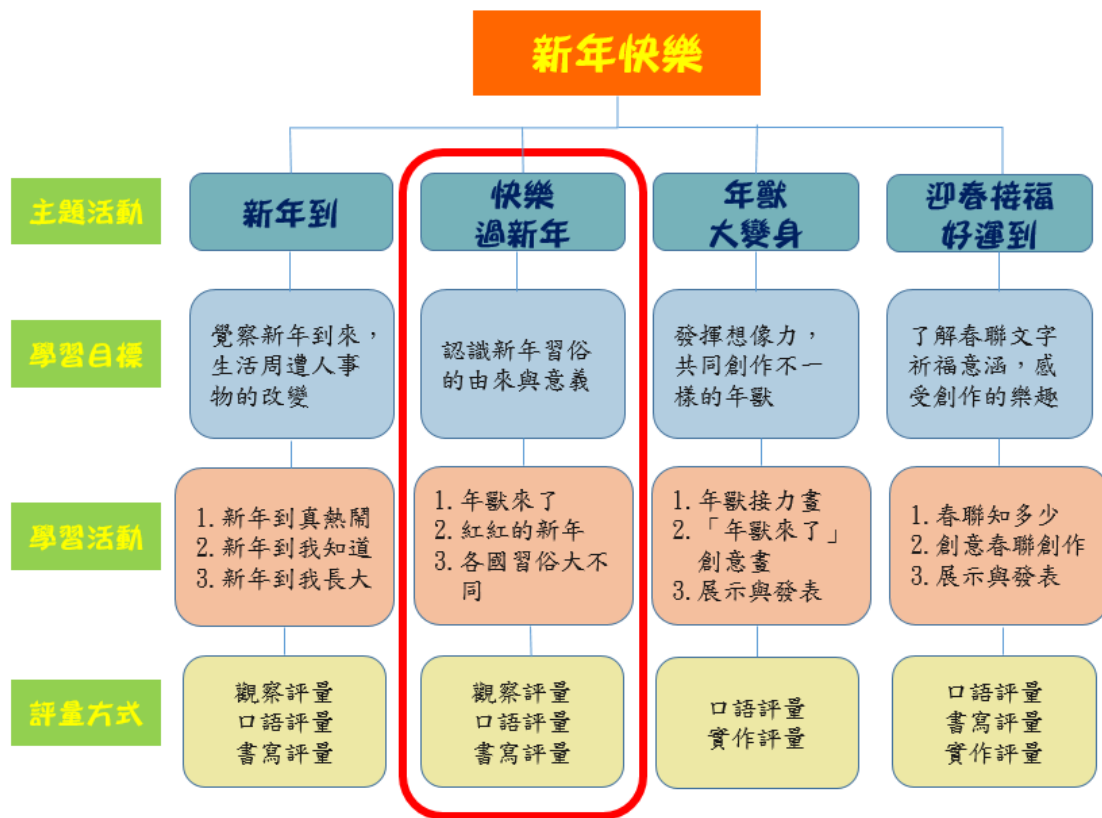 新年快樂
主題活動
新年到
快樂
過新年
年獸
大變身
迎春接福
好運到
學習目標
覺察新年到來，
生活周遭人事
物的改變
認識新年習俗
的由來與意義
發揮想像力，
共同創作不一
樣的年獸
了解春聯文字
祈福意涵，感
受創作的樂趣
學習活動
1. 新年到真熱鬧
2. 新年到我知道
3. 新年到我長大
1. 年獸來了
2. 紅紅的新年
3. 各國習俗大不
同
1. 年獸接力畫
2. 「年獸來了」
創意畫
3. 展示與發表
1. 春聯知多少
2. 創意春聯創作
3. 展示與發表
評量方式
觀察評量
口語評量
書寫評量
觀察評量
口語評量
書寫評量
口語評量
實作評量
口語評量
書寫評量
實作評量